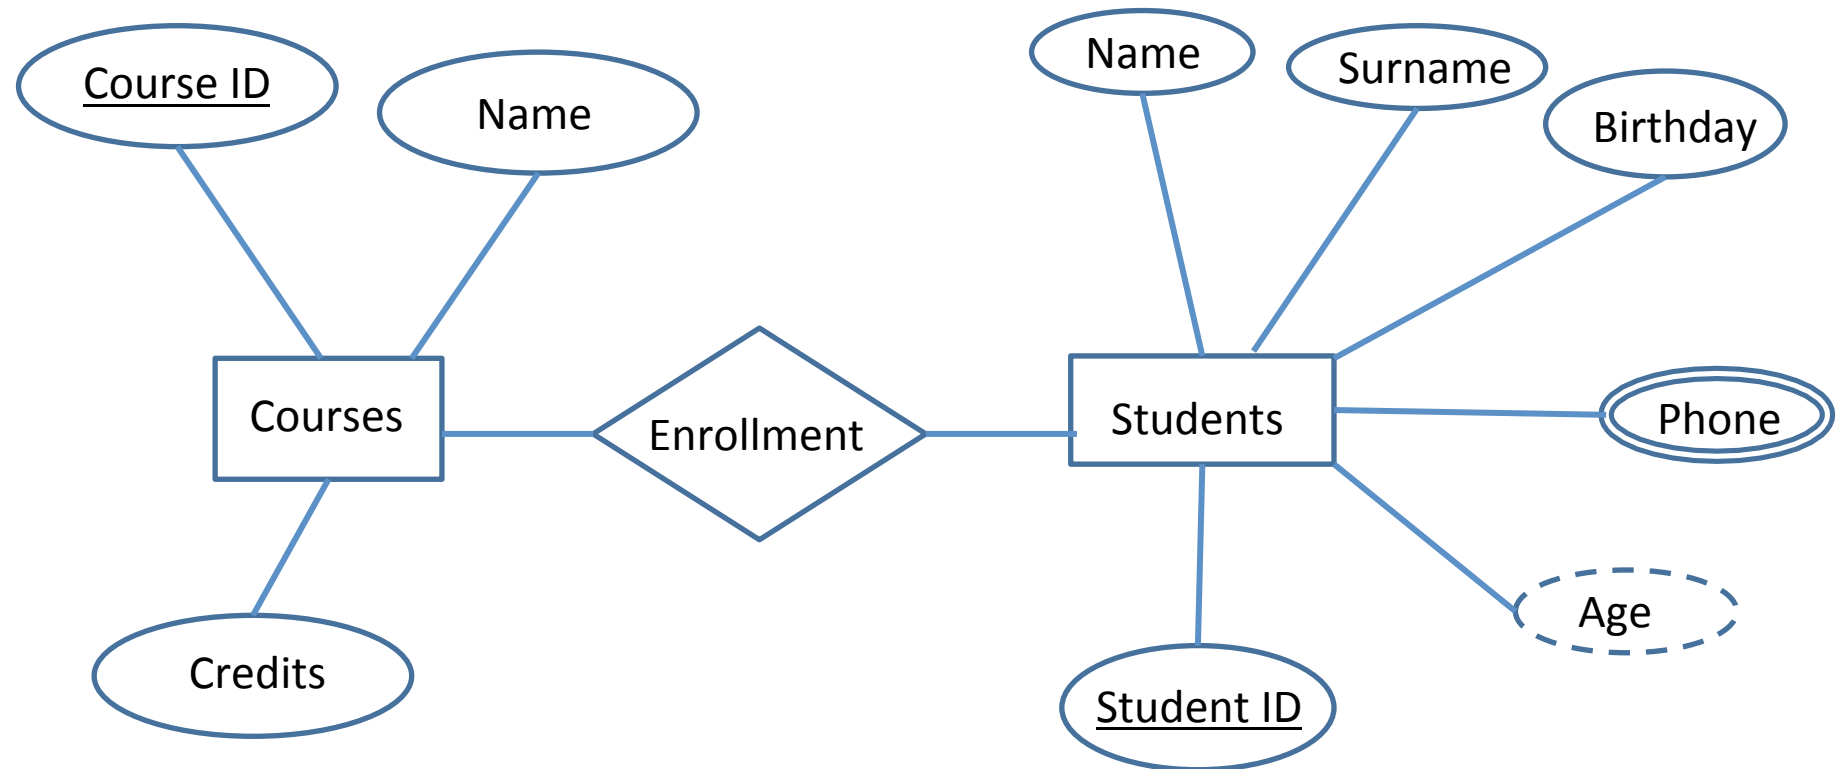 Course ID
Name
Name
Surname
Birthday
Courses
Enrollment
Students
Phone
Age
Credits
Student ID